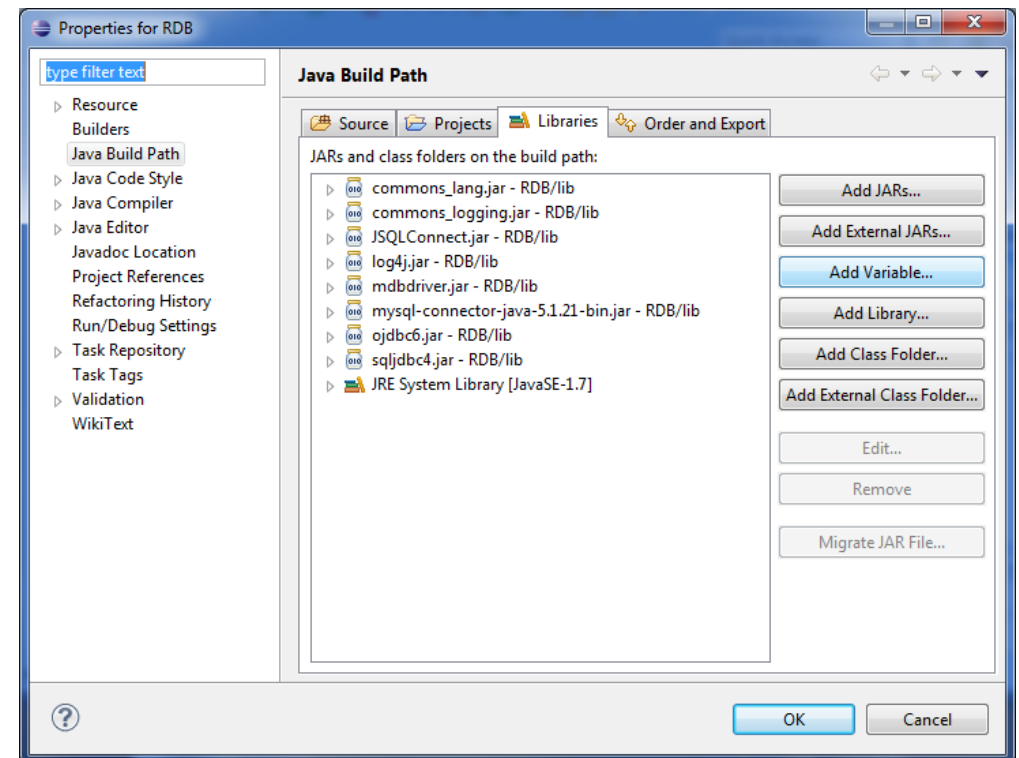 Properties for RDB
type filter text
Resource
Builders
Java Build Path
Java Code Style
Java Compiler
Java Editor
Javadoc Location
Project References
Refactoring History
Run/Debug Settings
Task Repository
Task Tags
Validation
WikiText
Java Build Path
Source Projects Libraries Order and Export
JARs and class folders on the build path:
commons_lang.jar - RDB/lib
commons_logging.jar - RDB/lib
JSQLConnect.jar - RDB/lib
log4j.jar - RDB/lib
mdbdriver.jar - RDB/lib
mysql-connector-java-5.1.21-bin.jar - RDB/lib
ojdbc6.jar - RDB/lib
sqljdbc4.jar - RDB/lib
JRE System Library [JavaSE-1.7]
Add JARs...
Add External JARs...
Add Variable...
Add Library...
Add Class Folder...
Add External Class Folder...
Edit...
Remove
Migrate JAR File...
OK Cancel